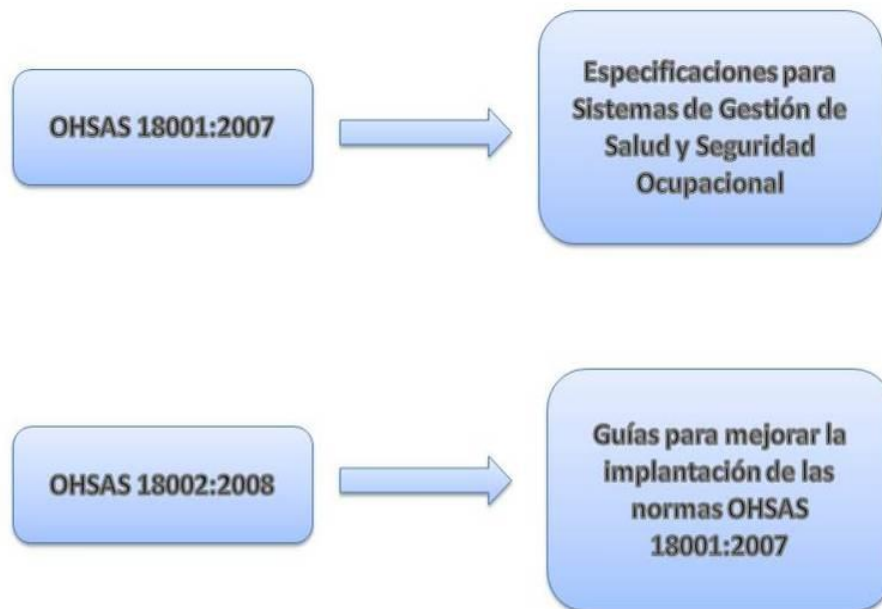 OHSAS 18001:2007
Especificaciones para
Sistemas de Gestión de
Salud y Seguridad
Ocupacional
OHSAS 18002:2008
Guías para mejorar la
implantación de las
normas OHSAS
18001:2007